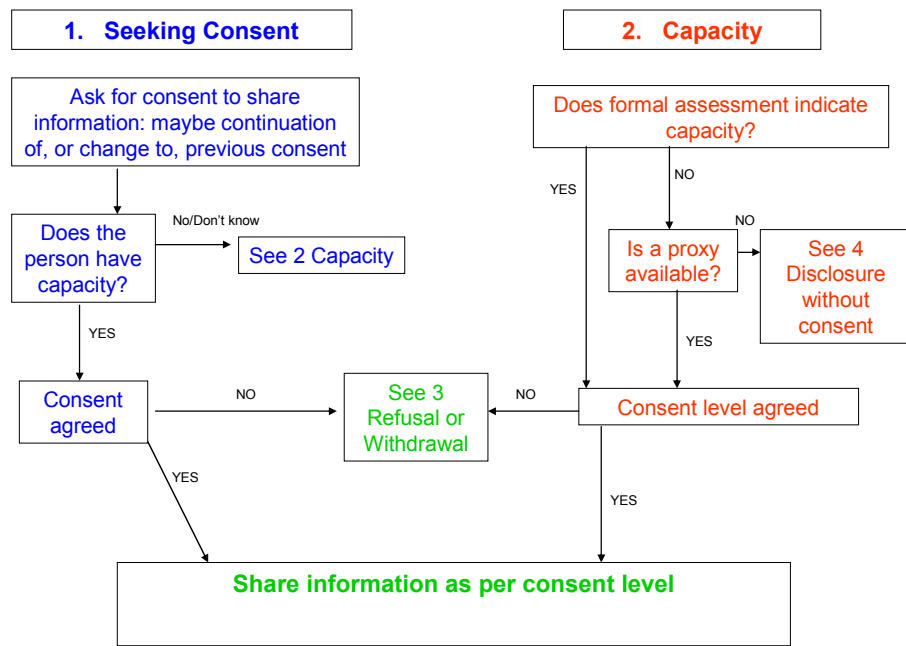 1. Seeking Consent
Ask for consent to share
information: maybe continuation
of, or change to, previous consent
No/Don't know
Does the
person have
capacity?
See 2 Capacity
YES
Consent
agreed
NO
YES
See 3
Refusal or
Withdrawal
2. Capacity
Does formal assessment indicate
capacity?
YES
NO
Is a proxy
available?
NO
See 4
Disclosure
without
consent
YES
NO
Consent level agreed
YES
Share information as per consent level